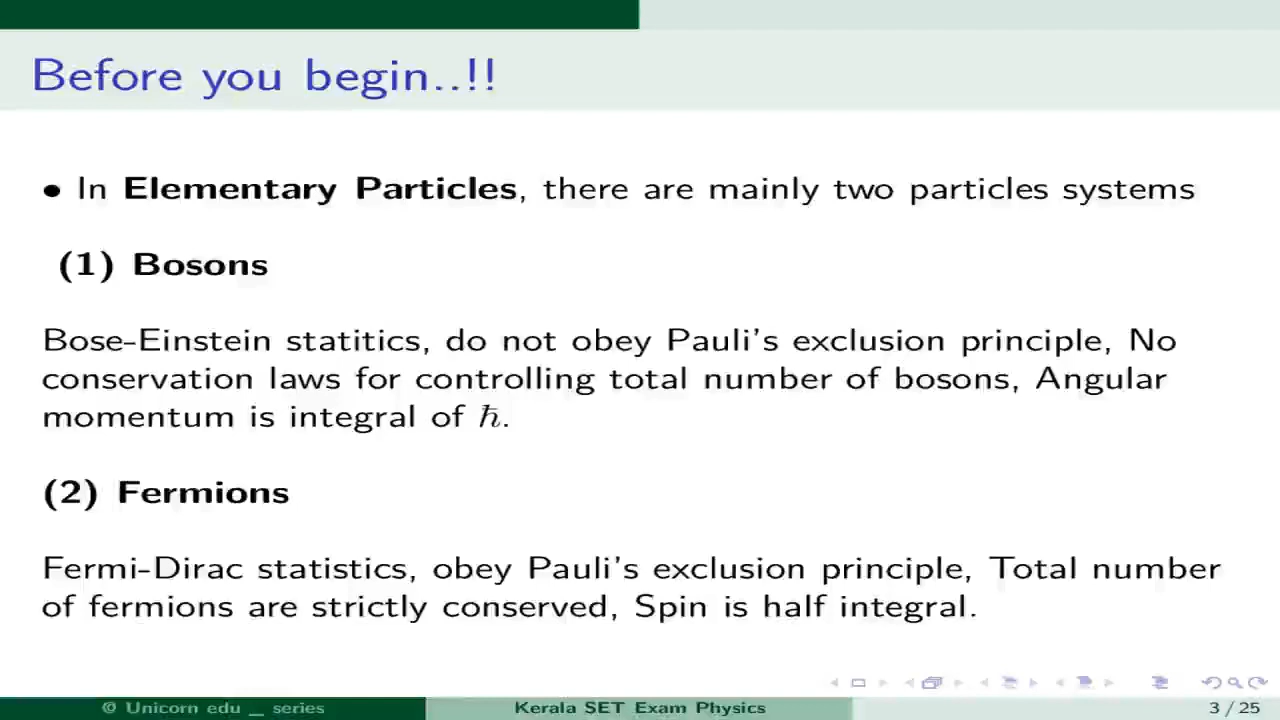 Before you begin..!!
• In Elementary Particles, there are mainly two particles systems
(1) Bosons
Bose-Einstein statitics, do not obey Pauli's exclusion principle, No
conservation laws for controlling total number of bosons, Angular
momentum is integral of ℏ.
(2) Fermions
Fermi-Dirac statistics, obey Pauli's exclusion principle, Total number
of fermions are strictly conserved, Spin is half integral.
© Unicorn edu _ series Kerala SET Exam Physics 3 / 25